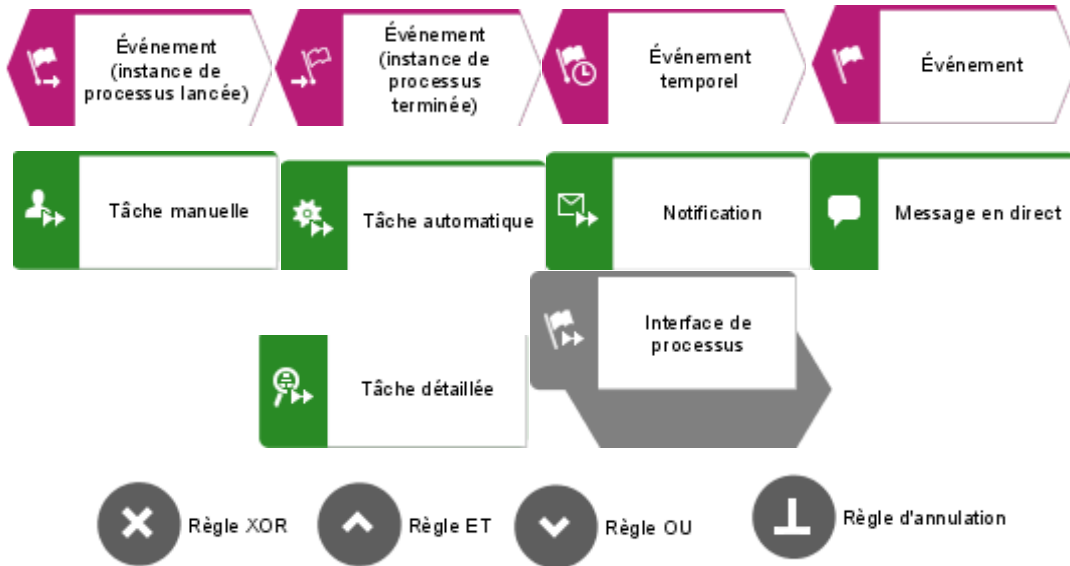 Événement
(instance de
processus lancée)
Événement
(instance de
processus
terminée)
Événement
temporel
Événement
Tâche manuelle
Tâche automatique
Notification
Message en direct
Tâche détaillée
Interface de
processus
Règle XOR
Règle ET
Règle OU
Règle d'annulation